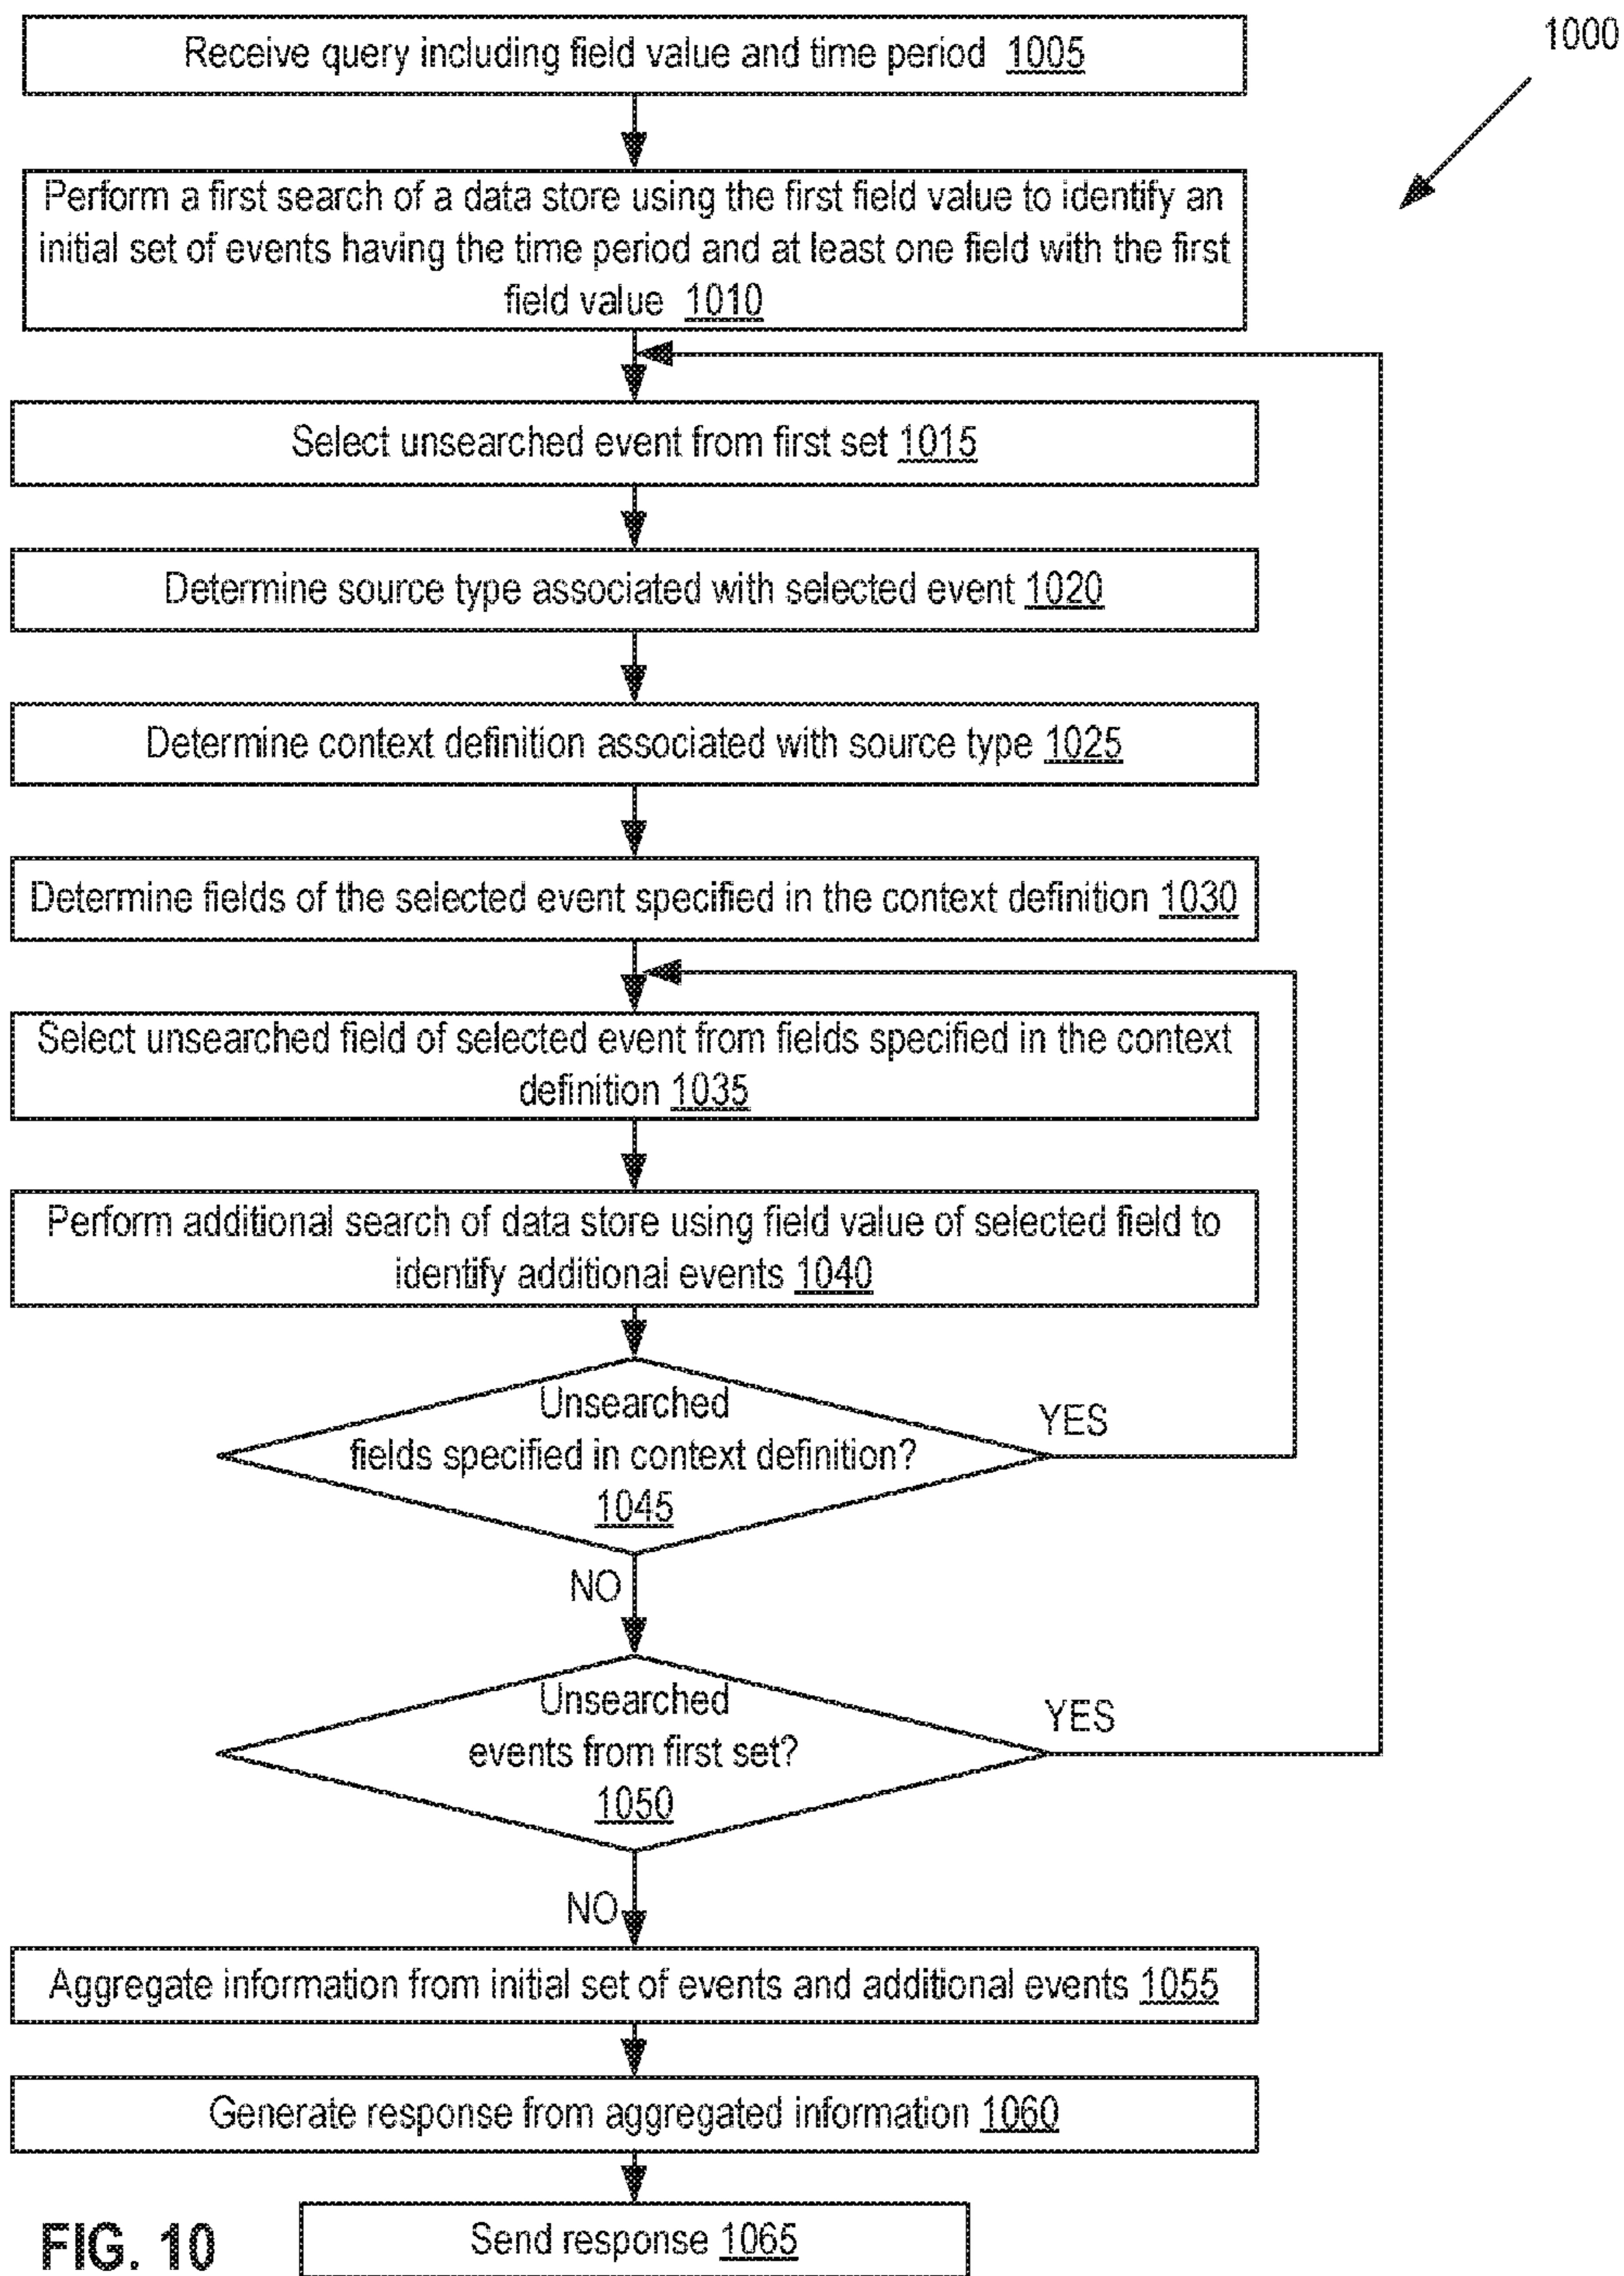 1000
Receive query including field value and time period 1005
Perform a first search of a data store using the first field value to identify an
initial set of events having the time period and at least one field with the first
field value 1010
Select unsearched event from first set 1015
Determine source type associated with selected event 1020
Determine context definition associated with source type 1025
Determine fields of the selected event specified in the context definition 1030
Select unsearched field of selected event from fields specified in the context
definition 1035
Perform additional search of data store using field value of selected field to
identify additional events 1040
Unsearched
fields specified in context definition?
1045
YES
NO
Unsearched
events from first set?
1050
YES
NO
Aggregate information from initial set of events and additional events 1055
Generate response from aggregated information 1060
Send response 1065
FIG. 10